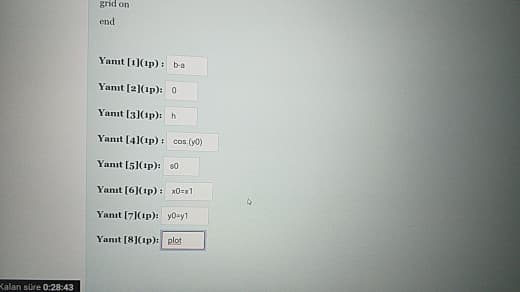 grid on
end
Yanıt [1](1p) : b-a
Yanıt [2](1p): 0
Yanıt [3](1p): h
Yanıt [4](1p) : cos.(y0)
Yanıt [5](1p): s0
Yanıt [6](1p) : x0=x1
Yanıt [7](1p): y0=y1
Yanıt [8](1p): plot
Kalan süre 0:28:43